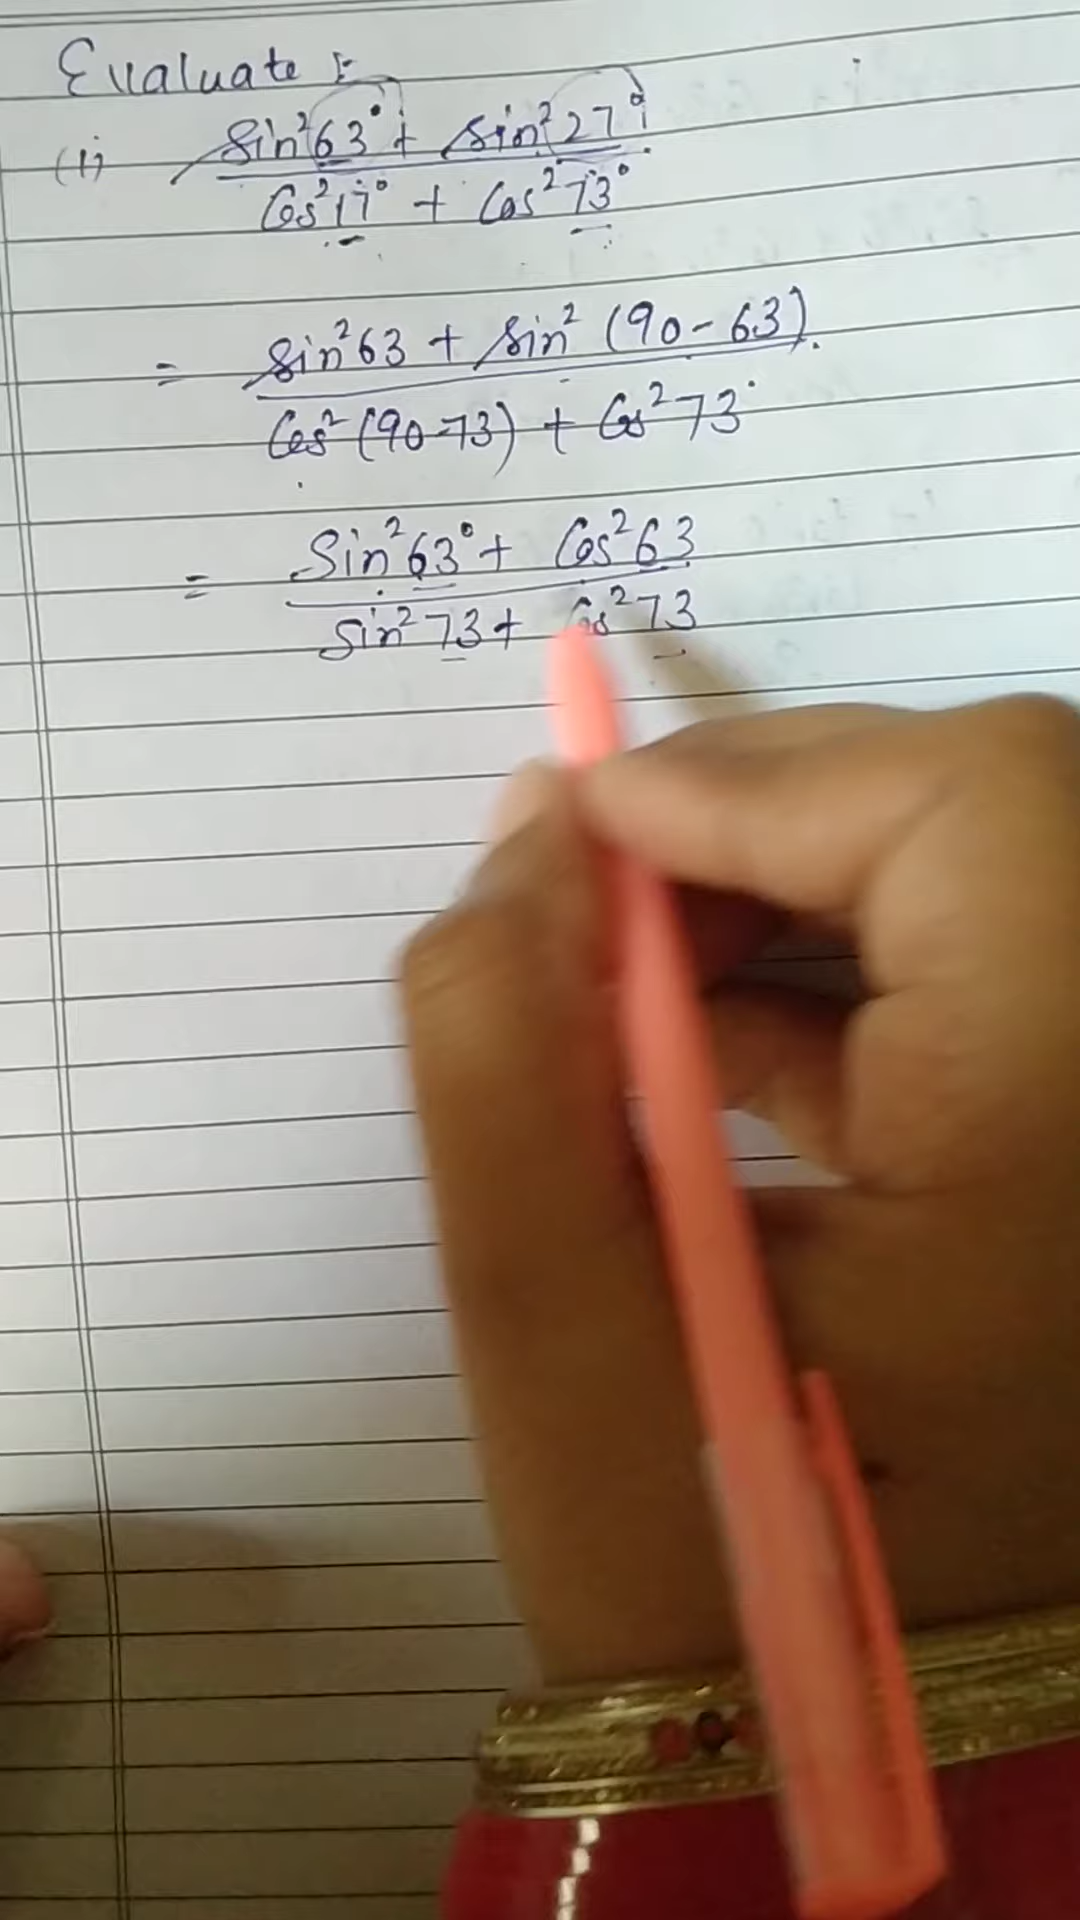 Evaluate :-
(i) sin²63° + sin²27°
Cos²17° + Cos²73°
= sin²63 + sin² (90-63)
Cos² (90-73) + Cos²73°
= Sin²63° + Cos²63
sin²73 + Cos²73